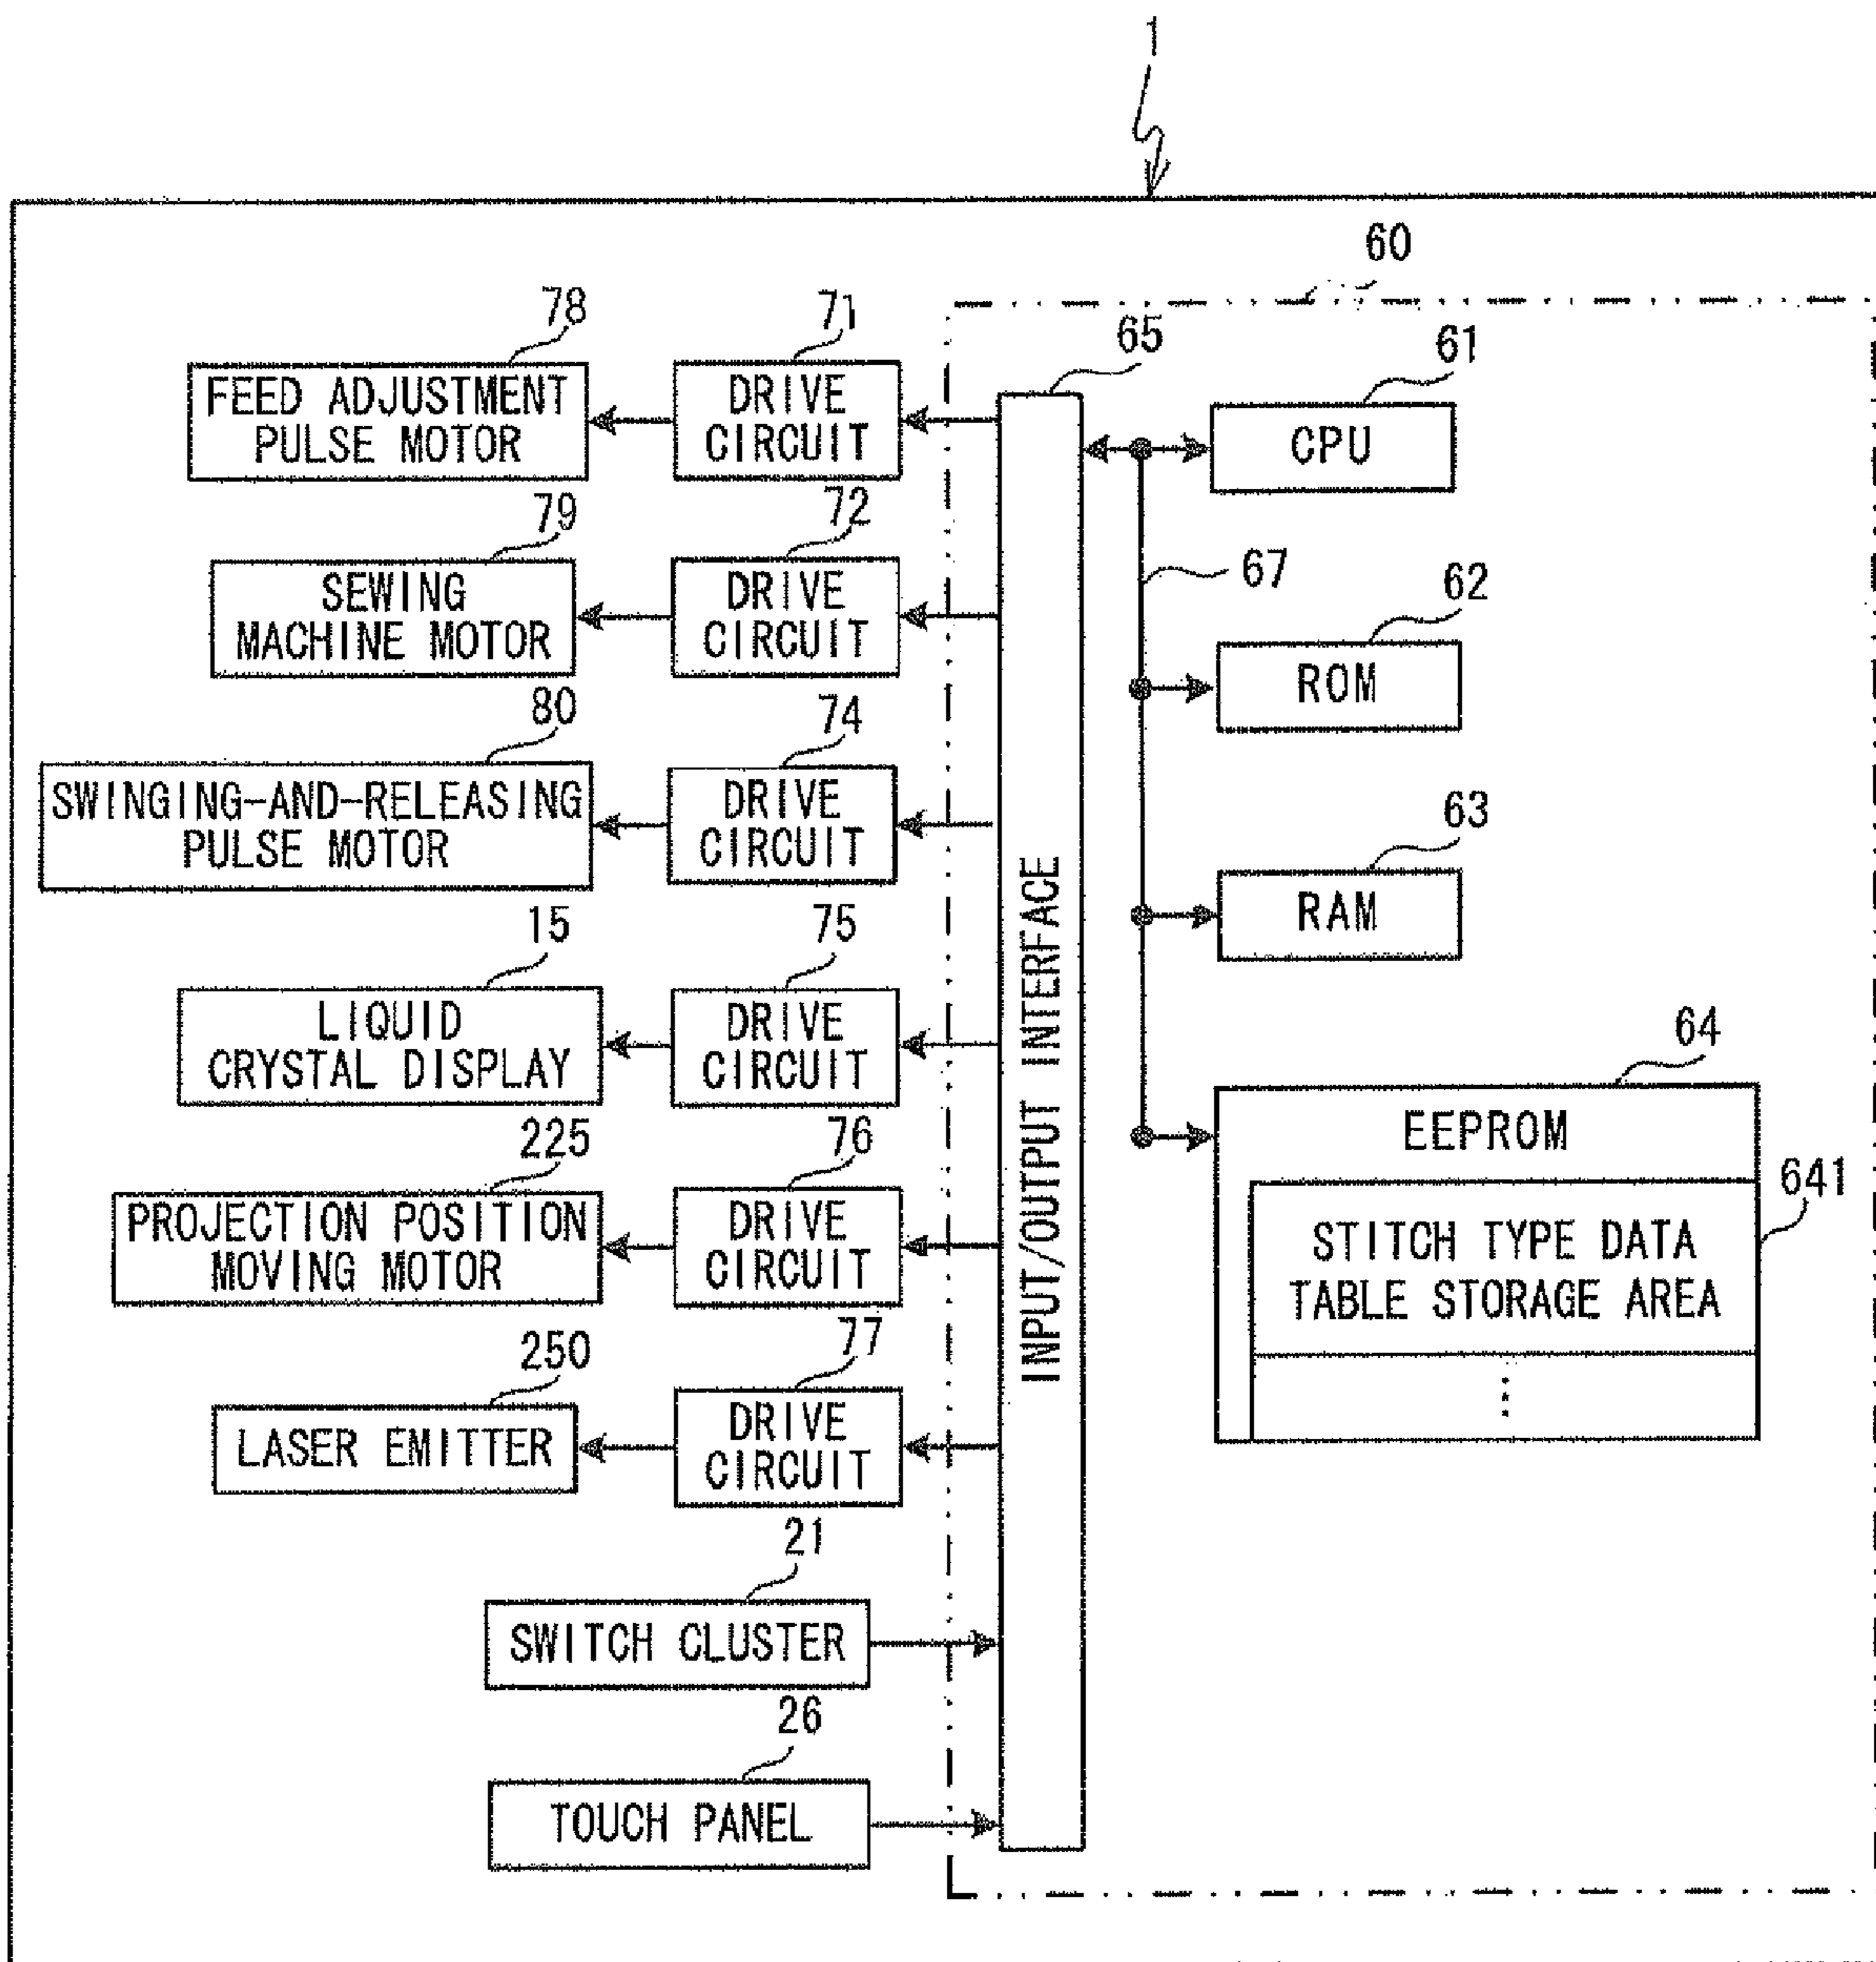 1
60
78
FEED ADJUSTMENT
PULSE MOTOR
71
DRIVE
CIRCUIT
65
61
CPU
79
SEWING
MACHINE MOTOR
72
DRIVE
CIRCUIT
67
62
ROM
80
SWINGING-AND-RELEASING
PULSE MOTOR
74
DRIVE
CIRCUIT
63
RAM
INPUT/OUTPUT INTERFACE
15
LIQUID
CRYSTAL DISPLAY
75
DRIVE
CIRCUIT
64
EEPROM
641
STITCH TYPE DATA
TABLE STORAGE AREA
225
PROJECTION POSITION
MOVING MOTOR
76
DRIVE
CIRCUIT
250
LASER EMITTER
77
DRIVE
CIRCUIT
21
SWITCH CLUSTER
26
TOUCH PANEL